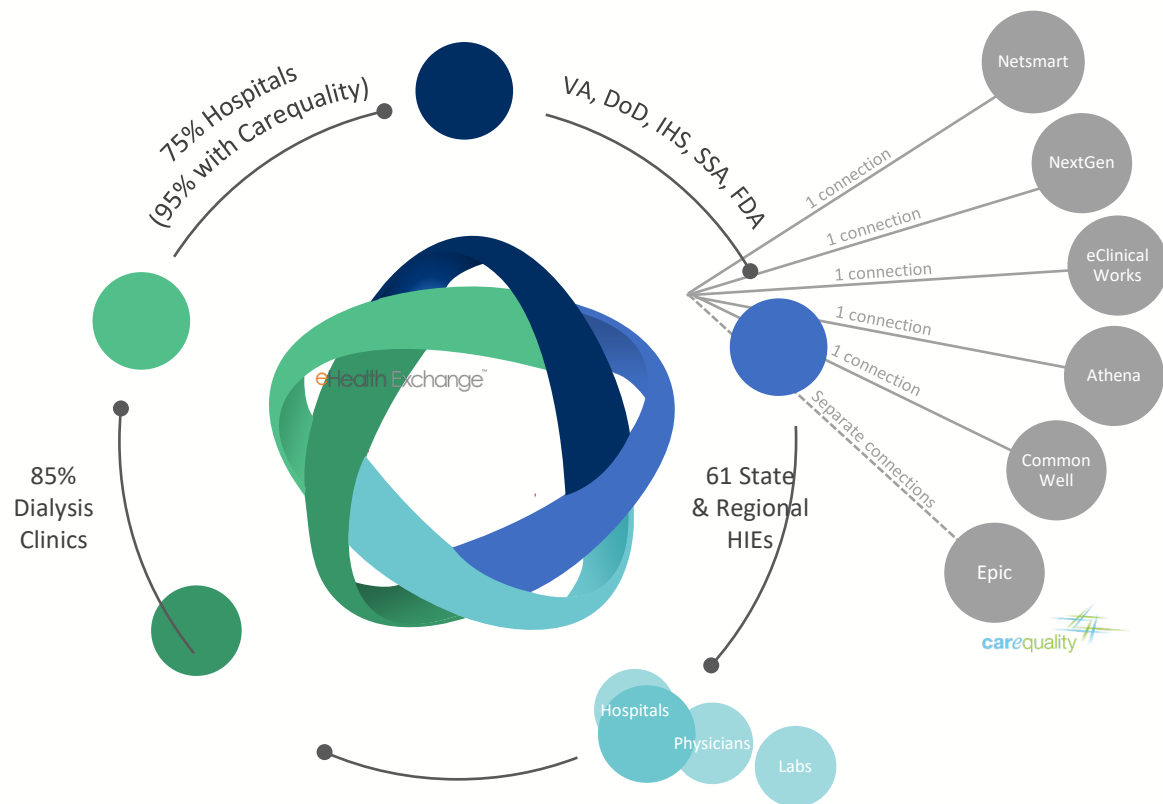 75% Hospitals
(95% with Carequality)
VA, DoD, IHS, SSA, FDA
Netsmart
1 connection
NextGen
1 connection
eClinical
Works
1 connection
Athena
1 connection
Common
Well
1 connection
Epic
Separate connections
carequality
eHealth Exchange™
85%
Dialysis
Clinics
61 State
& Regional
HIEs
Hospitals
Physicians
Labs